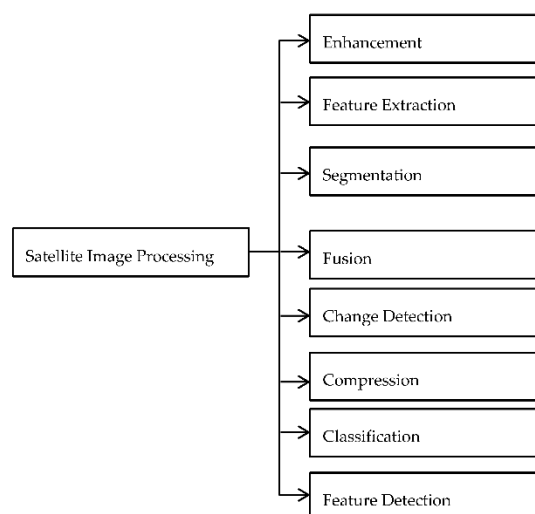 Enhancement
Feature Extraction
Segmentation
Satellite Image Processing
Fusion
Change Detection
Compression
Classification
Feature Detection